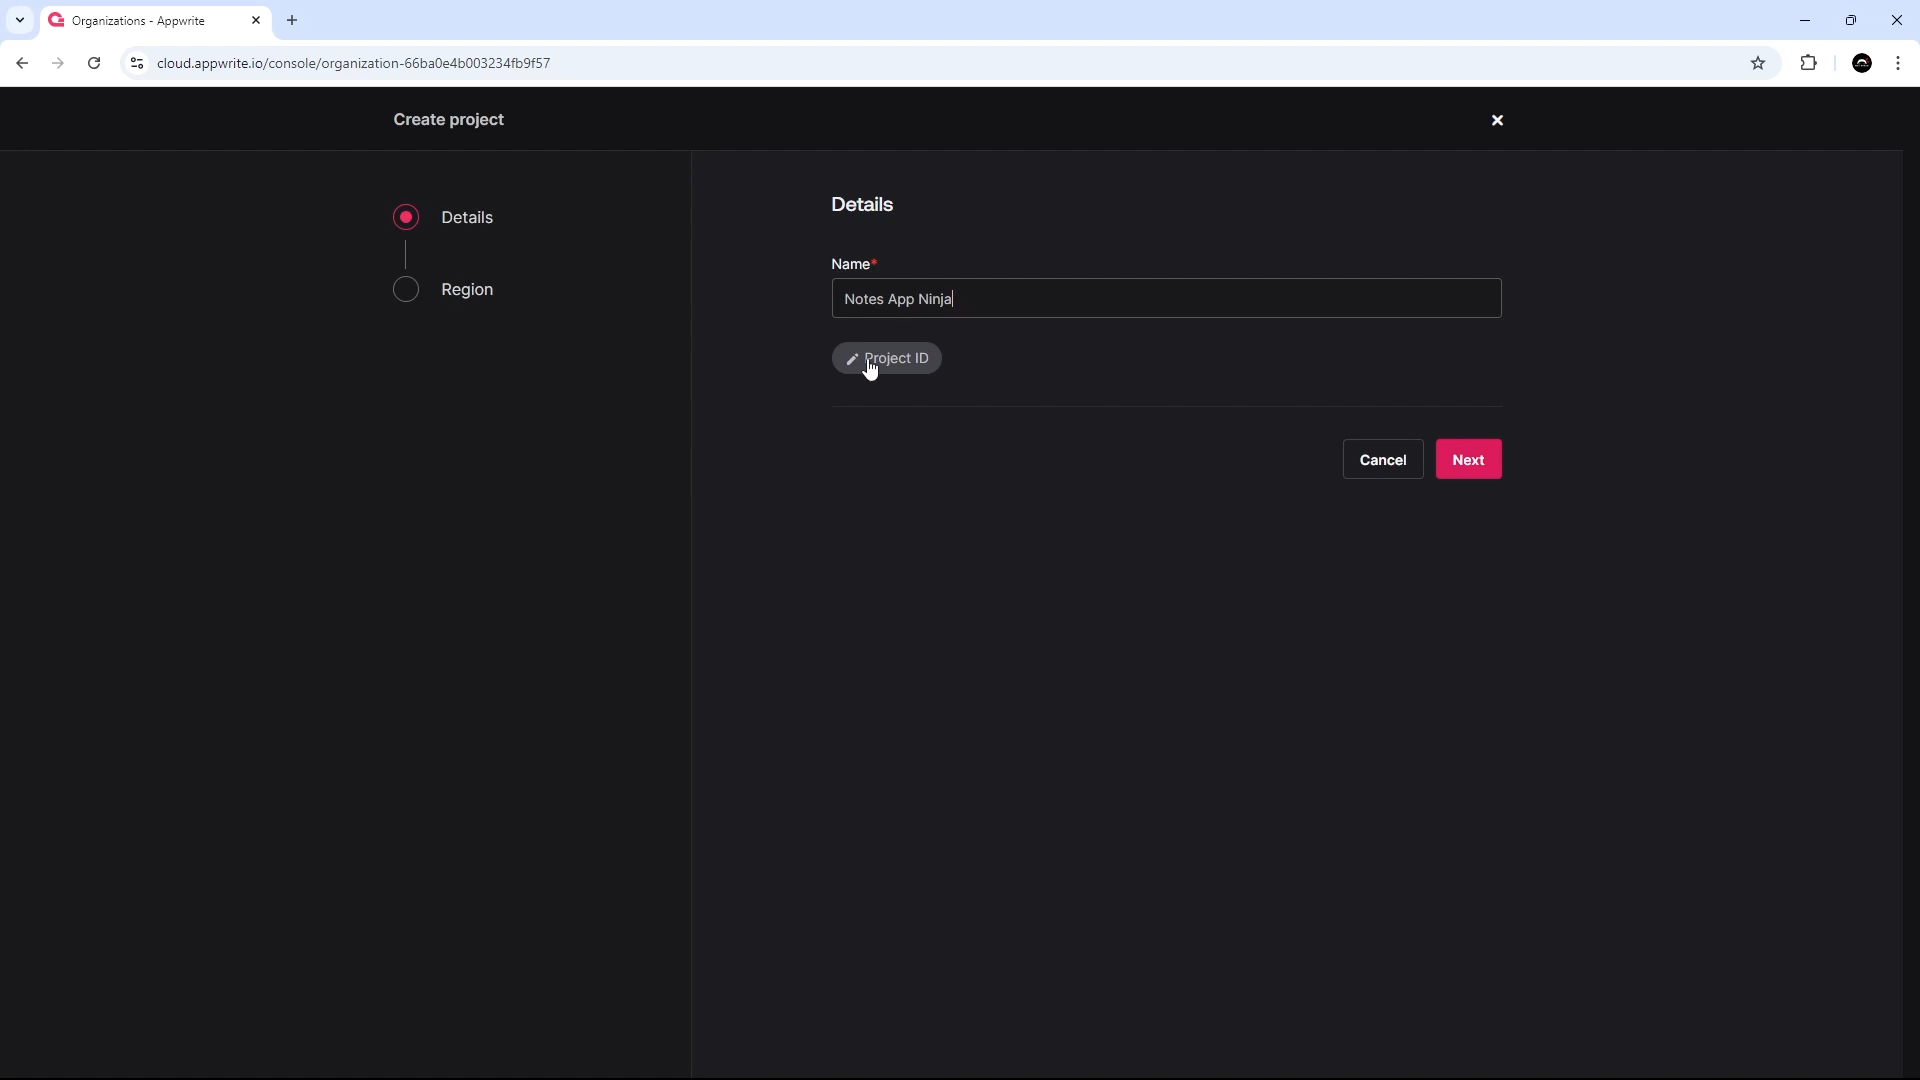 Organizations - Appwrite
cloud.appwrite.io/console/organization-66ba0e4b003234fb9f57
Create project
Details
Region
Details
Name*
Notes App Ninja
Project ID
Cancel
Next